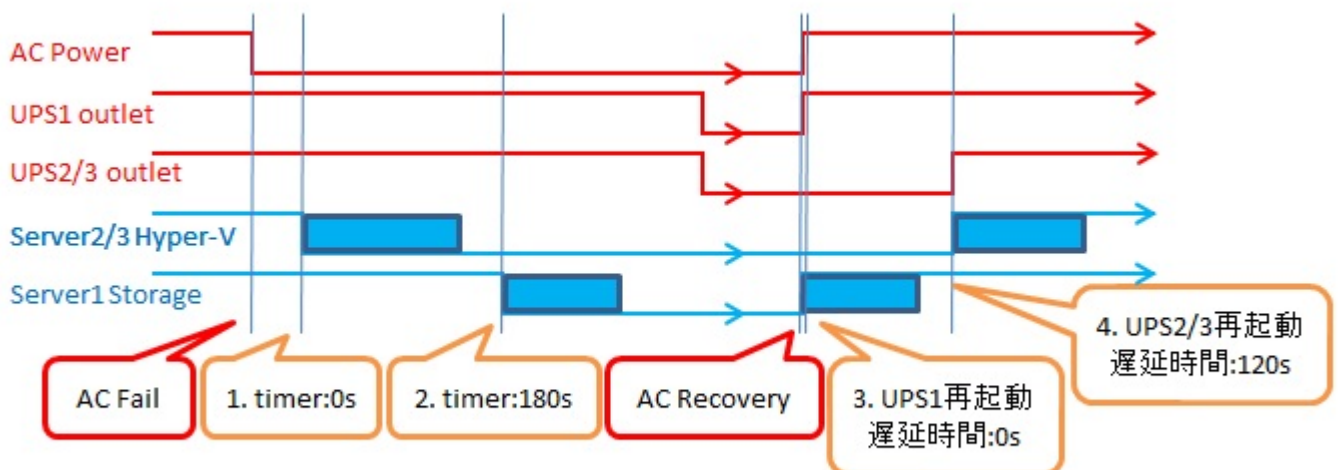 AC Power
UPS1 outlet
UPS2/3 outlet
Server2/3 Hyper-V
Server1 Storage
AC Fail
1. timer:0s
2. timer:180s
AC Recovery
3. UPS1再起動
遅延時間:0s
4. UPS2/3再起動
遅延時間:120s